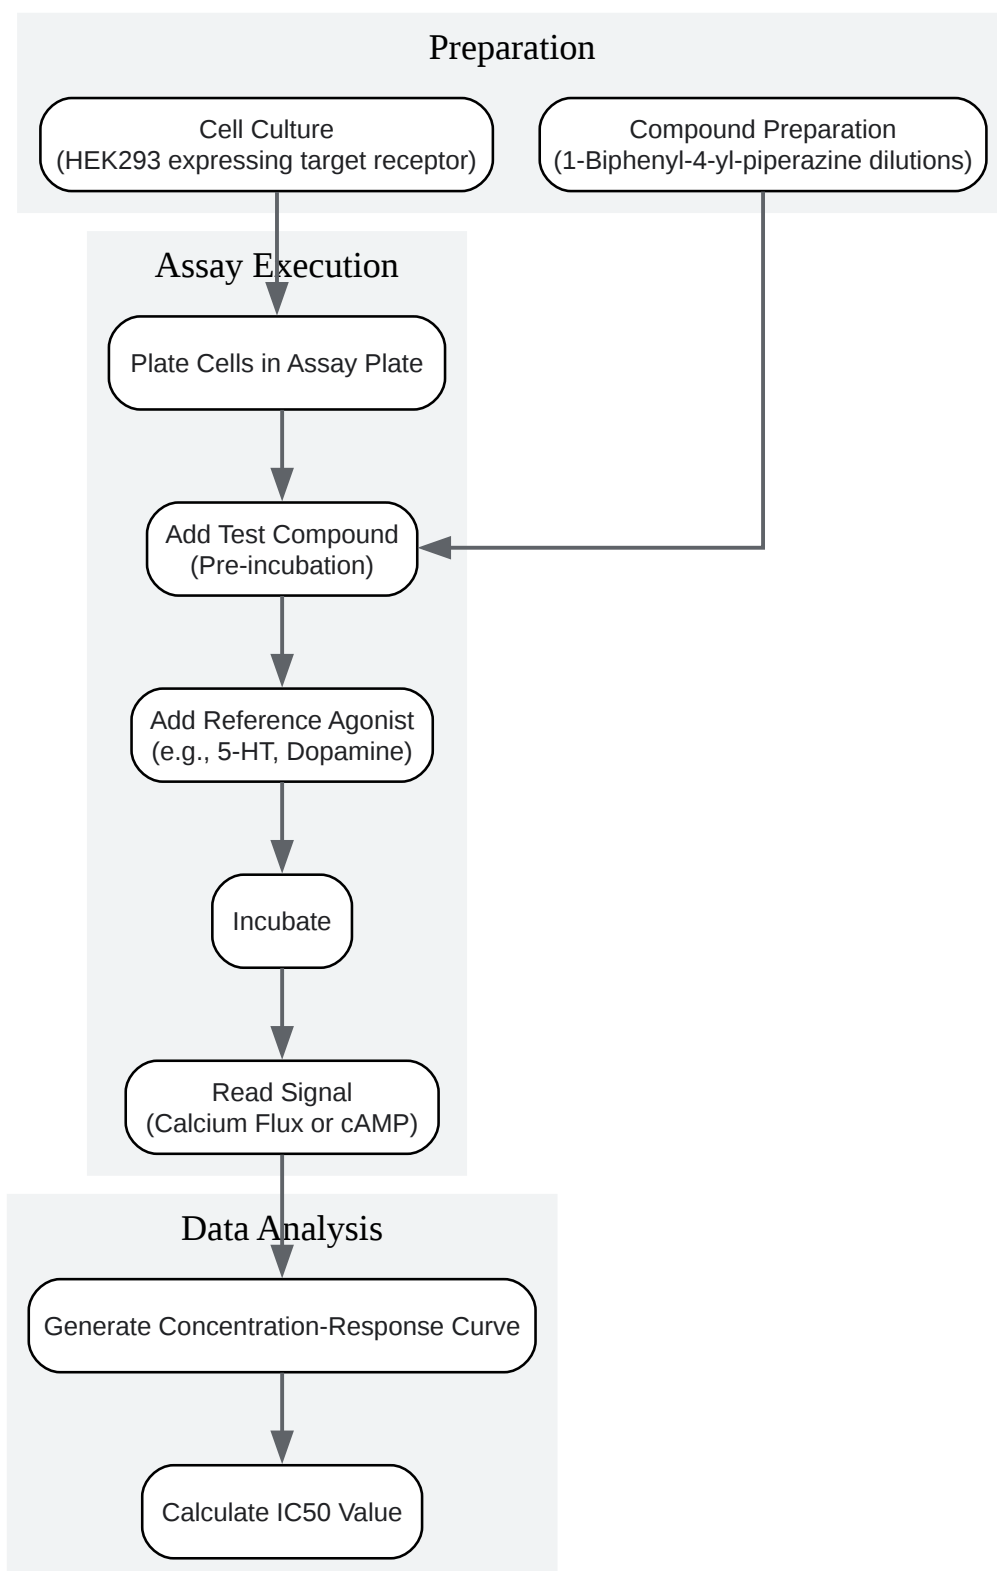 Preparation
Cell Culture
(HEK293 expressing target receptor)
Compound Preparation
(1-Biphenyl-4-yl-piperazine dilutions)
Assay Execution
Plate Cells in Assay Plate
Add Test Compound
(Pre-incubation)
Add Reference Agonist
(e.g., 5-HT, Dopamine)
Incubate
Read Signal
(Calcium Flux or cAMP)
Data Analysis
Generate Concentration-Response Curve
Calculate IC50 Value